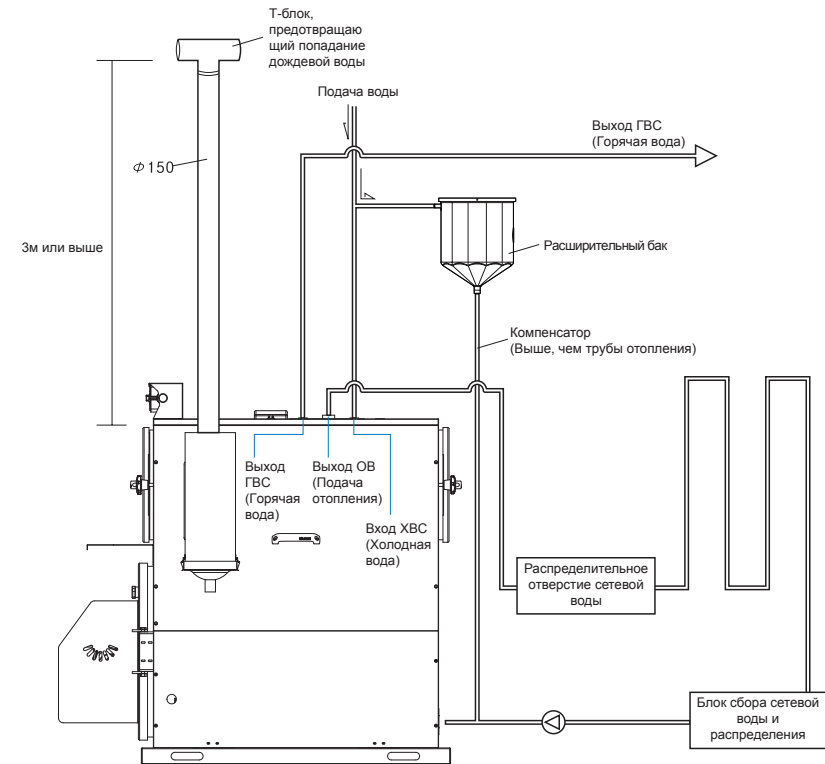 Т-блок,
предотвращаю
щий попадание
дождевой воды
Подача воды
Выход ГВС
(Горячая вода)
Φ150
3м или выше
Расширительный бак
Компенсатор
(Выше, чем трубы отопления)
Выход
ГВС
(Горячая
вода)
Выход ОВ
(Подача
отопления)
Вход ХВС
(Холодная
вода)
Распределительное
отверстие сетевой
воды
Блок сбора сетевой
воды и
распределения